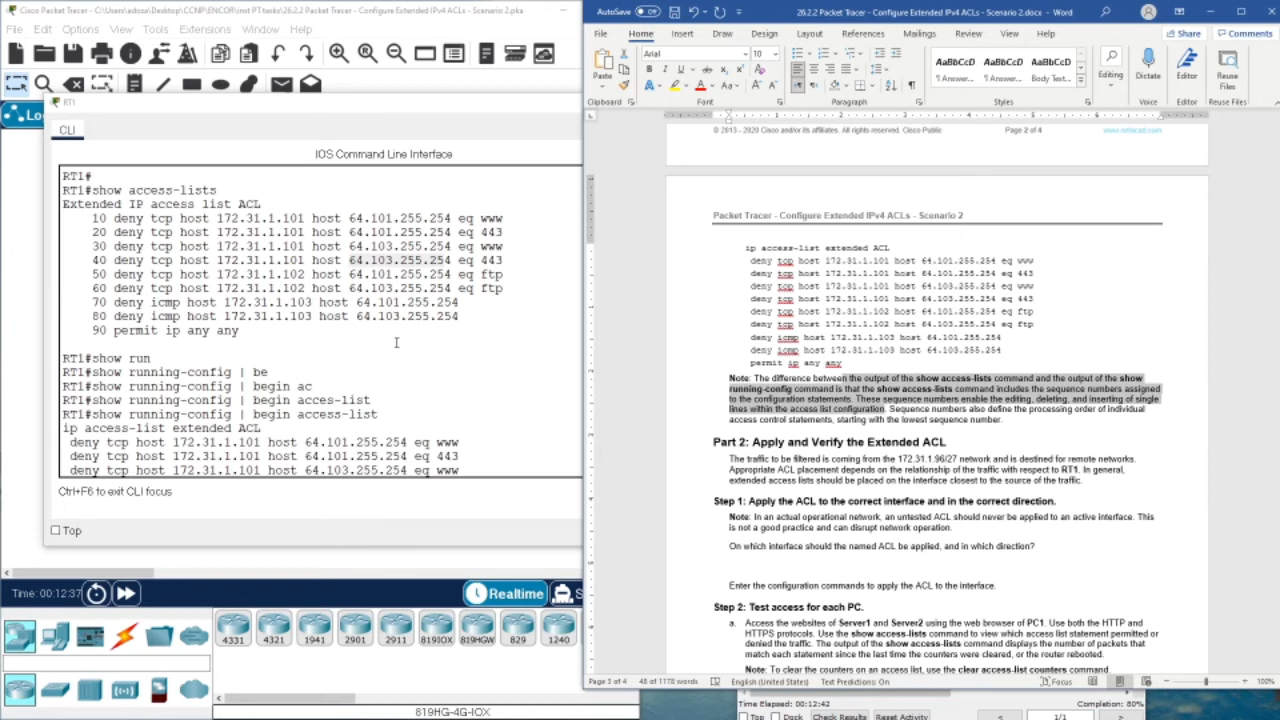 Cisco Packet Tracer - C:\Users\adosa\Desktop\CCNP\ENCOR\mt PTtasks\26.2.2 Packet Tracer - Configure Extended IPv4 ACLs - Scenario 2.pka
File Edit Options View Tools Extensions Window Help
RT1
CLI
IOS Command Line Interface
RT1#
RT1#show access-lists
Extended IP access list ACL
10 deny tcp host 172.31.1.101 host 64.101.255.254 eq www
20 deny tcp host 172.31.1.101 host 64.101.255.254 eq 443
30 deny tcp host 172.31.1.101 host 64.103.255.254 eq www
40 deny tcp host 172.31.1.101 host 64.103.255.254 eq 443
50 deny tcp host 172.31.1.102 host 64.101.255.254 eq ftp
60 deny tcp host 172.31.1.102 host 64.103.255.254 eq ftp
70 deny icmp host 172.31.1.103 host 64.101.255.254
80 deny icmp host 172.31.1.103 host 64.103.255.254
90 permit ip any any
RT1#show run
RT1#show running-config | be
RT1#show running-config | begin ac
RT1#show running-config | begin acces-list
RT1#show running-config | begin access-list
ip access-list extended ACL
deny tcp host 172.31.1.101 host 64.101.255.254 eq www
deny tcp host 172.31.1.101 host 64.101.255.254 eq 443
deny tcp host 172.31.1.101 host 64.103.255.254 eq www
Ctrl+F6 to exit CLI focus
Top
Time: 00:12:37
Realtime
4331 4321 1941 2901 2911 819IOX 819HGW 829 1240
819HG-4G-IOX
AutoSave Off 26.2.2 Packet Tracer - Configure Extended IPv4 ACLs - Scenario 2.docx - Word
File Home Insert Draw Design Layout References Mailings Review View Help Share Comments
Paste
Arial 10
AaBbCcD AaBbCcD AaBbCcD
1 Answer... 1 Answer... Body Text...
Editing Dictate Editor Reuse Files
Clipboard Font Paragraph Styles Voice Editor Reuse Files
© 2013 - 2020 Cisco and/or its affiliates. All rights reserved. Cisco Public Page 2 of 4 www.netacad.com
Packet Tracer - Configure Extended IPv4 ACLs - Scenario 2
ip access-list extended ACL
deny tcp host 172.31.1.101 host 64.101.255.254 eq www
deny tcp host 172.31.1.101 host 64.101.255.254 eq 443
deny tcp host 172.31.1.101 host 64.103.255.254 eq www
deny tcp host 172.31.1.101 host 64.103.255.254 eq 443
deny tcp host 172.31.1.102 host 64.101.255.254 eq ftp
deny tcp host 172.31.1.102 host 64.103.255.254 eq ftp
deny icmp host 172.31.1.103 host 64.101.255.254
deny icmp host 172.31.1.103 host 64.103.255.254
permit ip any any
Note: The difference between the output of the show access-lists command and the output of the show
running-config command is that the show access-lists command includes the sequence numbers assigned
to the configuration statements. These sequence numbers enable the editing, deleting, and inserting of single
lines within the access list configuration. Sequence numbers also define the processing order of individual
access control statements, starting with the lowest sequence number.
Part 2: Apply and Verify the Extended ACL
The traffic to be filtered is coming from the 172.31.1.96/27 network and is destined for remote networks.
Appropriate ACL placement depends on the relationship of the traffic with respect to RT1. In general,
extended access lists should be placed on the interface closest to the source of the traffic.
Step 1: Apply the ACL to the correct interface and in the correct direction.
Note: In an actual operational network, an untested ACL should never be applied to an active interface. This
is not a good practice and can disrupt network operation.
On which interface should the named ACL be applied, and in which direction?
Enter the configuration commands to apply the ACL to the interface.
Step 2: Test access for each PC.
a. Access the websites of Server1 and Server2 using the web browser of PC1. Use both the HTTP and
HTTPS protocols. Use the show access-lists command to view which access list statement permitted or
denied the traffic. The output of the show access-lists command displays the number of packets that
match each statement since the last time the counters were cleared, or the router rebooted.
Note: To clear the counters on an access list, use the clear access-list counters command.
Page 3 of 4 48 of 1178 words English (United States) Text Predictions: On Focus 100%
Time Elapsed: 00:12:42 Completion: 80%
Top Dock Check Results Reset Activity < 1/1 >